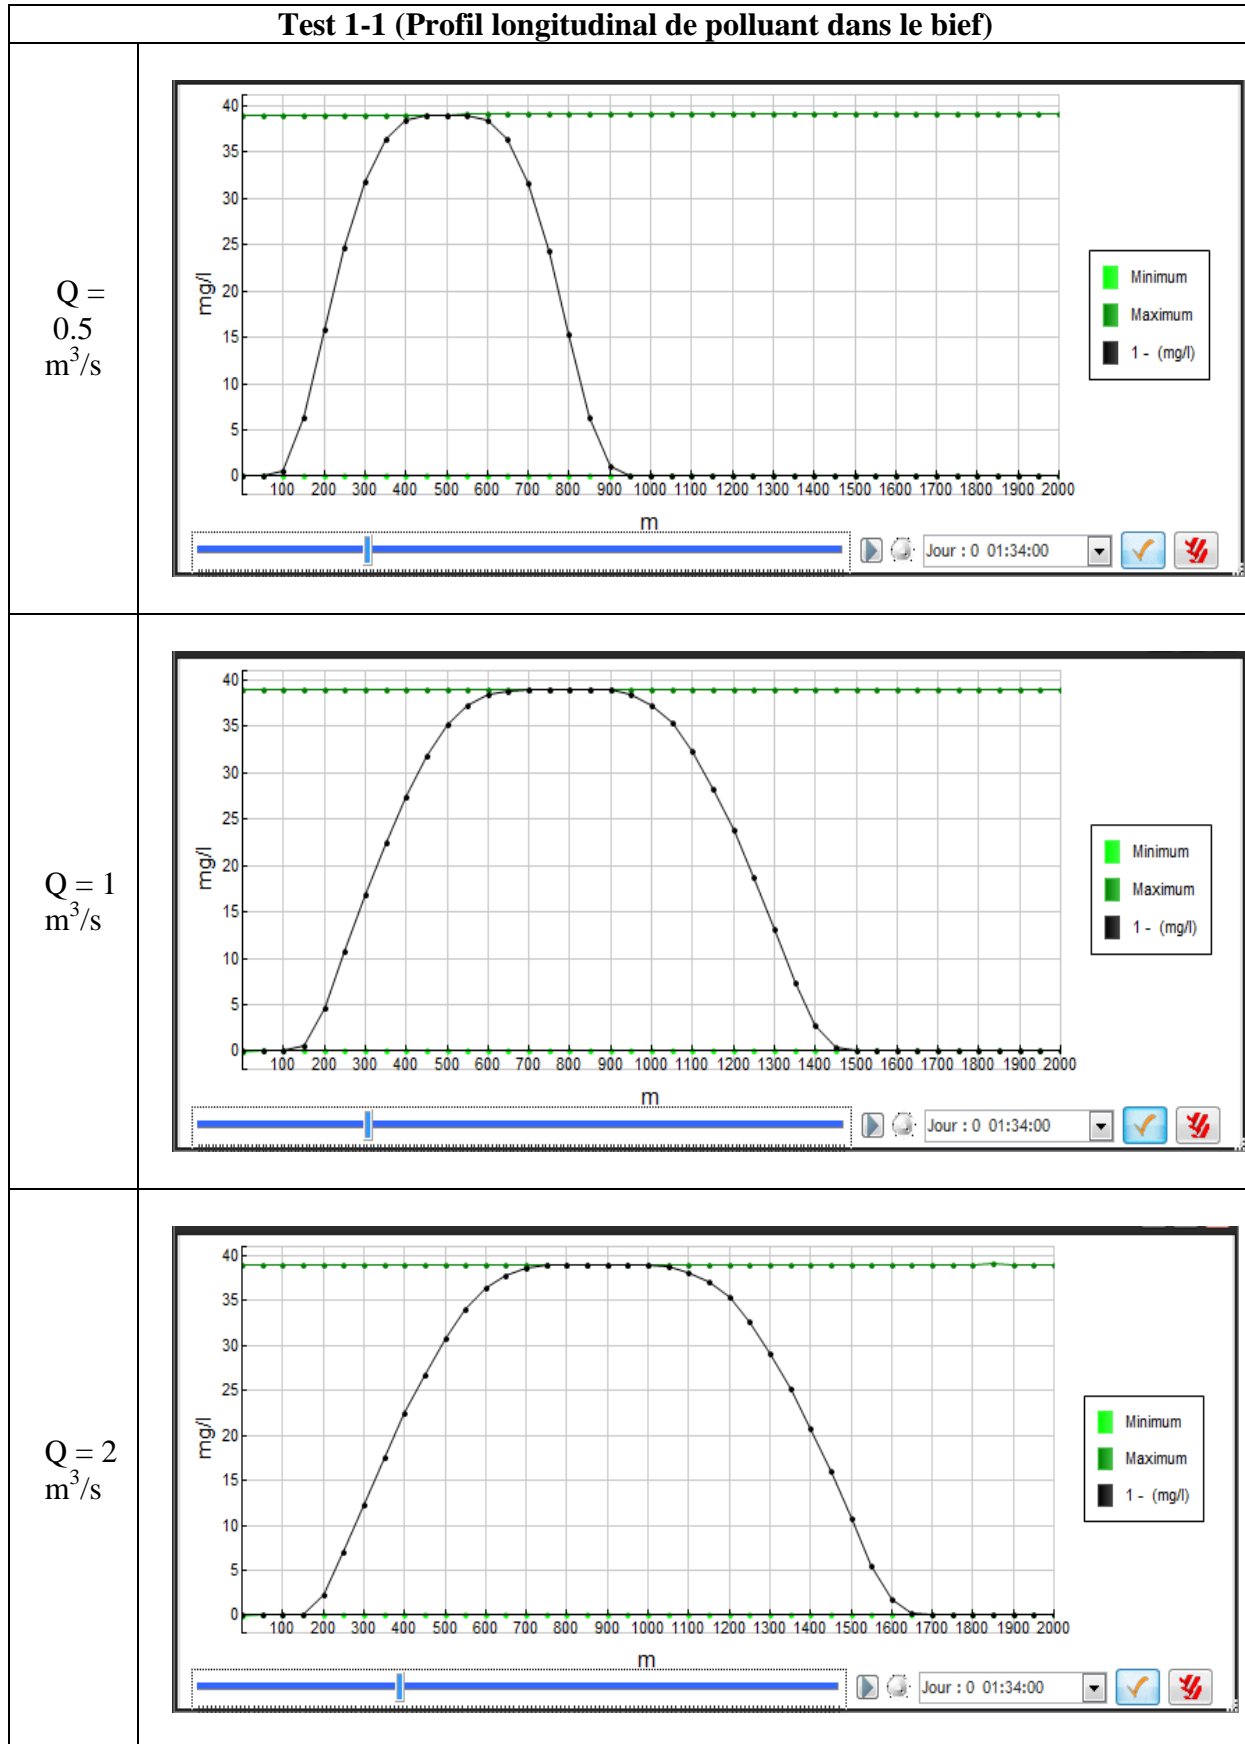 Test 1-1 (Profil longitudinal de polluant dans le bief)
Q =
0.5
m³/s
40
35
30
25
20
15
10
5
0
mg/l
100 200 300 400 500 600 700 800 900 1000 1100 1200 1300 1400 1500 1600 1700 1800 1900 2000
m
Minimum
Maximum
1 - (mg/l)
Jour : 0 01:34:00
Q = 1
m³/s
40
35
30
25
20
15
10
5
0
mg/l
100 200 300 400 500 600 700 800 900 1000 1100 1200 1300 1400 1500 1600 1700 1800 1900 2000
m
Minimum
Maximum
1 - (mg/l)
Jour : 0 01:34:00
Q = 2
m³/s
40
35
30
25
20
15
10
5
0
mg/l
100 200 300 400 500 600 700 800 900 1000 1100 1200 1300 1400 1500 1600 1700 1800 1900 2000
m
Minimum
Maximum
1 - (mg/l)
Jour : 0 01:34:00